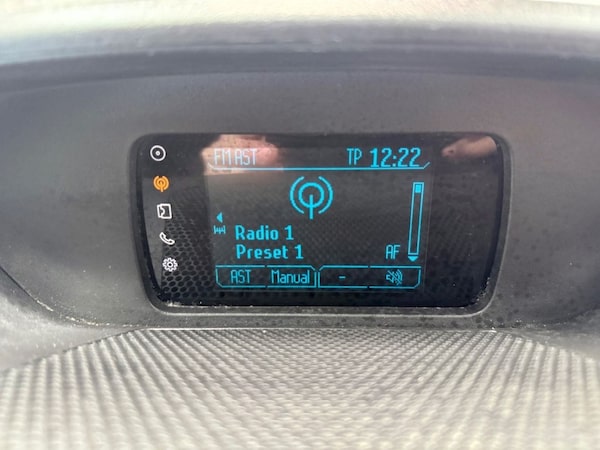 FM AST TP 12:22
Radio 1
Preset 1 AF
AST Manual -